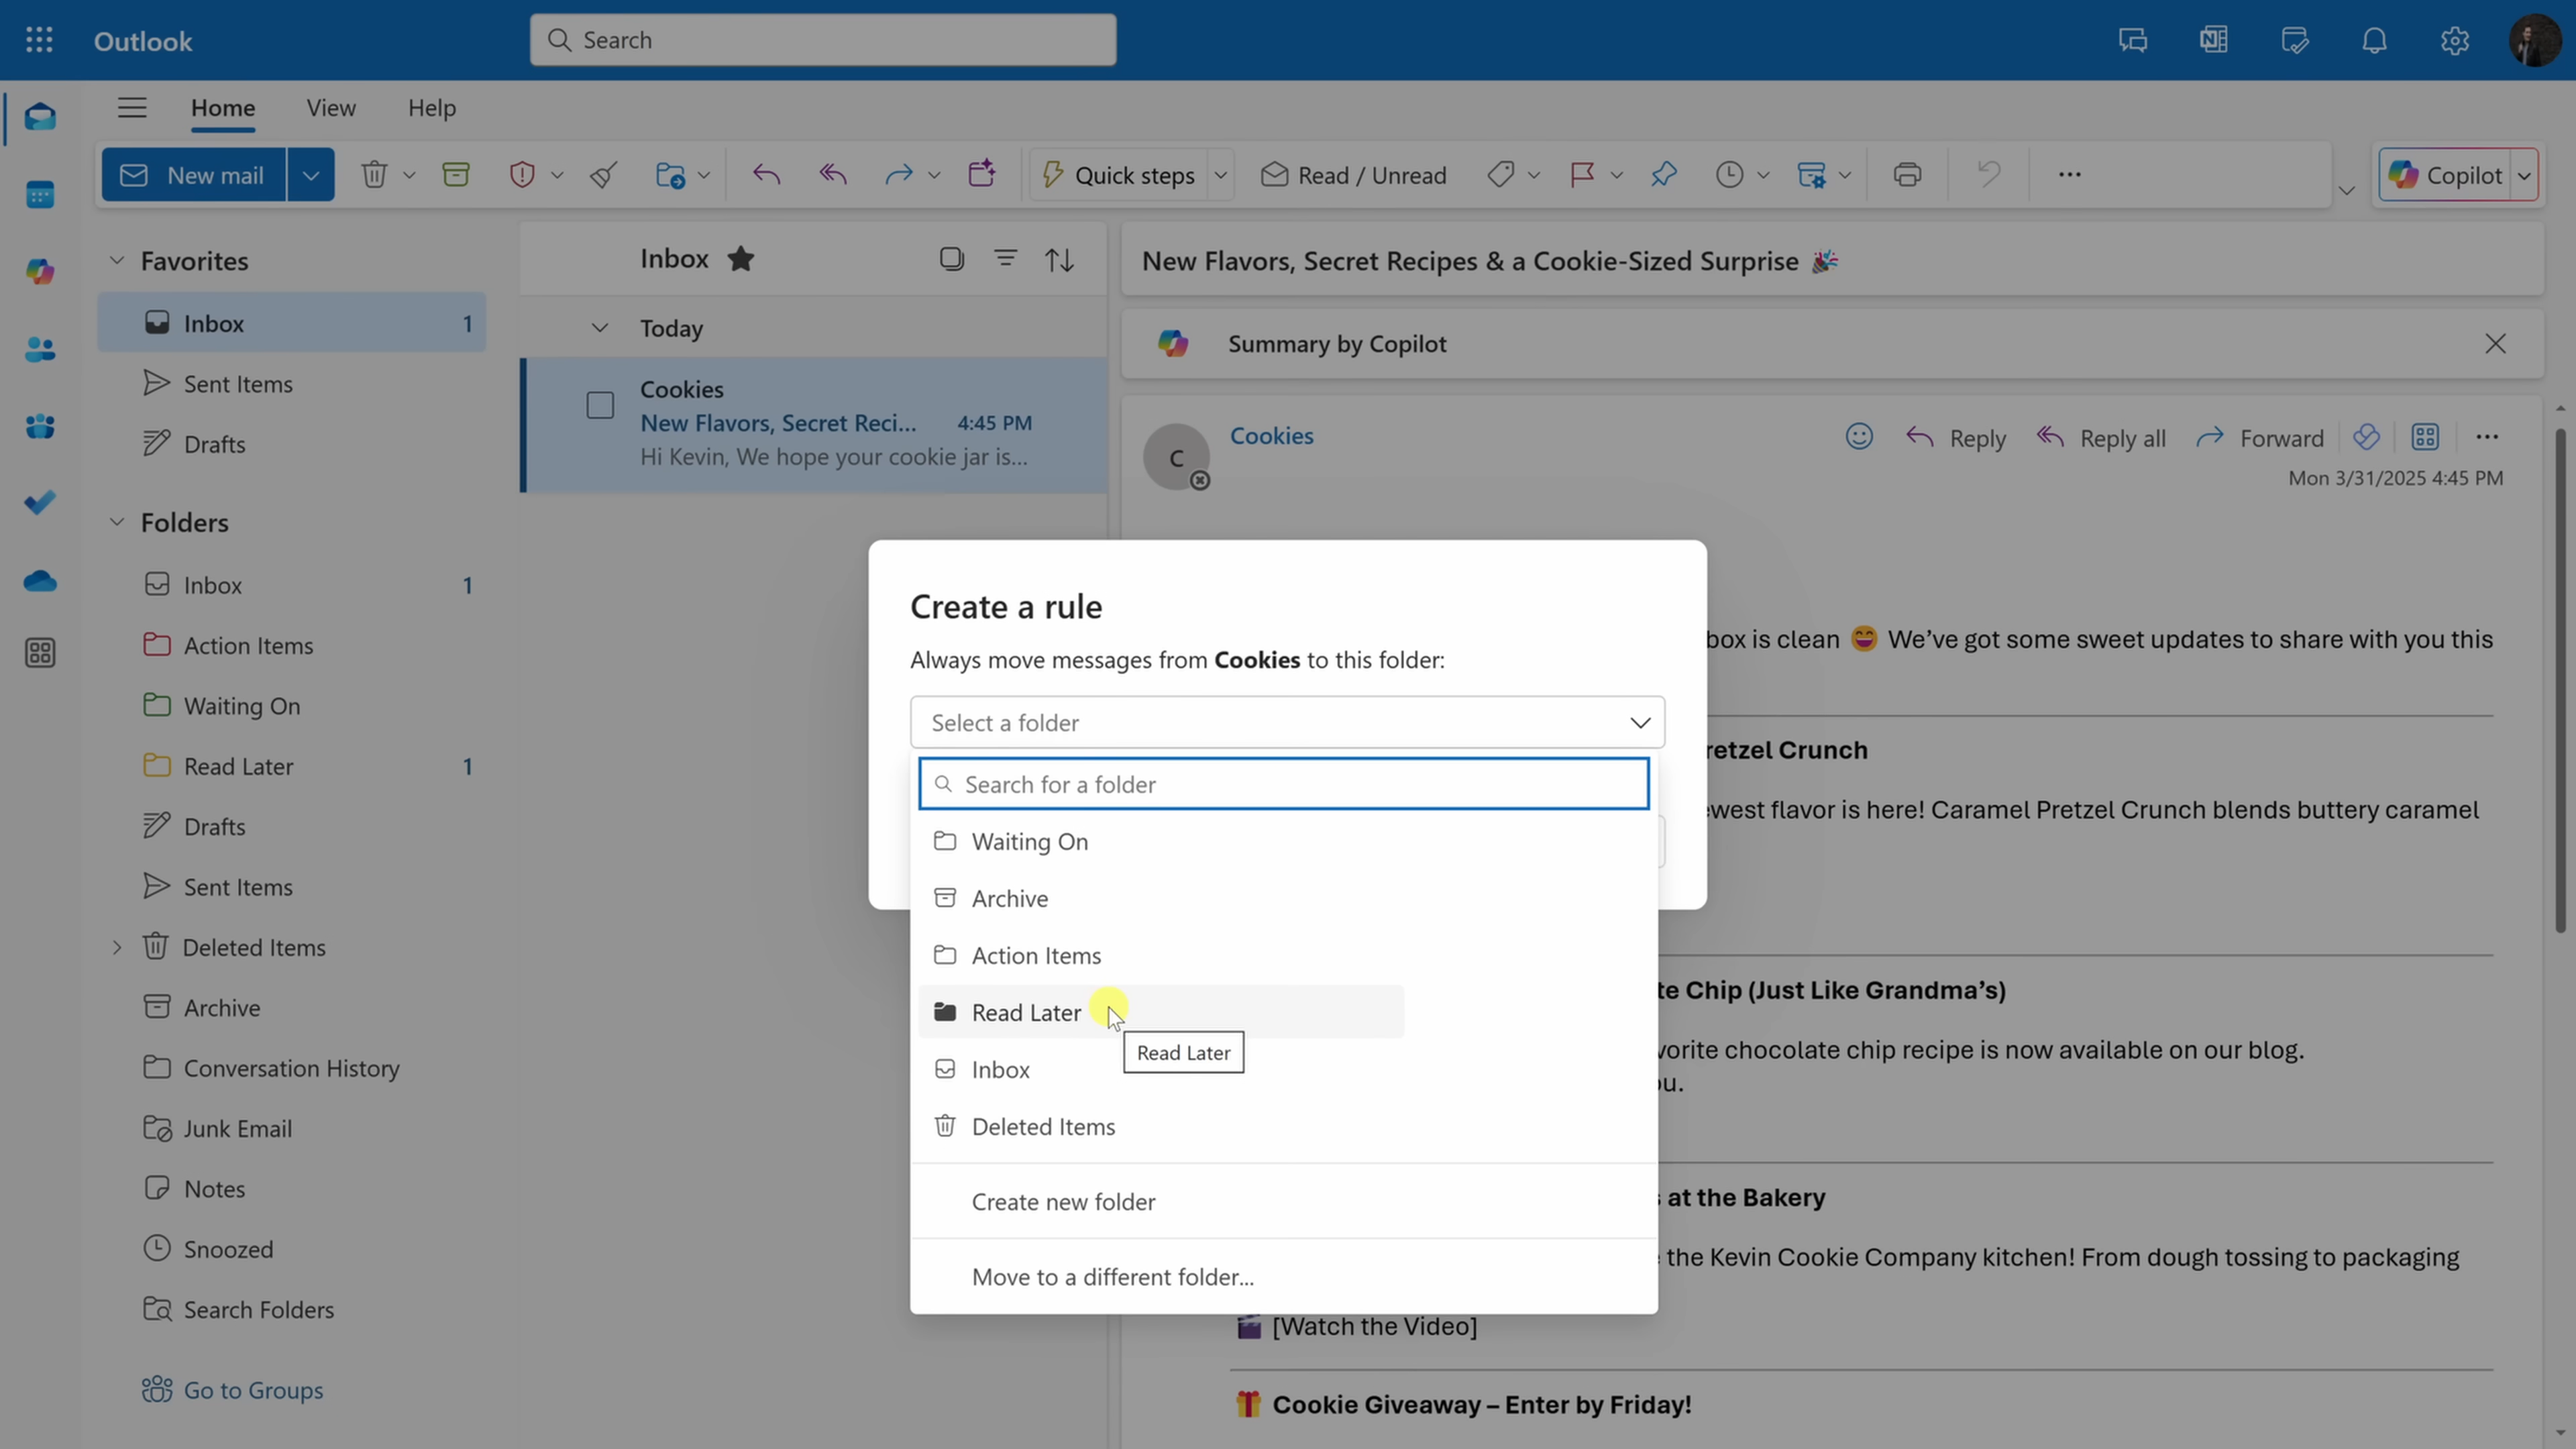 Outlook
Search
Home View Help
New mail
Quick steps
Read / Unread
Copilot
Favorites
Inbox 1
Sent Items
Drafts
Folders
Inbox 1
Action Items
Waiting On
Read Later 1
Drafts
Sent Items
Deleted Items
Archive
Conversation History
Junk Email
Notes
Snoozed
Search Folders
Go to Groups
Inbox
Today
Cookies
New Flavors, Secret Reci... 4:45 PM
Hi Kevin, We hope your cookie jar is...
New Flavors, Secret Recipes & a Cookie-Sized Surprise 🎉
Summary by Copilot
C
Cookies
Reply Reply all Forward
Mon 3/31/2025 4:45 PM
box is clean 😄 We've got some sweet updates to share with you this
retzel Crunch
west flavor is here! Caramel Pretzel Crunch blends buttery caramel
te Chip (Just Like Grandma's)
vorite chocolate chip recipe is now available on our blog.
ou.
s at the Bakery
the Kevin Cookie Company kitchen! From dough tossing to packaging
🎬 [Watch the Video]
🎁 Cookie Giveaway – Enter by Friday!
Create a rule
Always move messages from Cookies to this folder:
Select a folder
Search for a folder
Waiting On
Archive
Action Items
Read Later
Read Later
Inbox
Deleted Items
Create new folder
Move to a different folder...